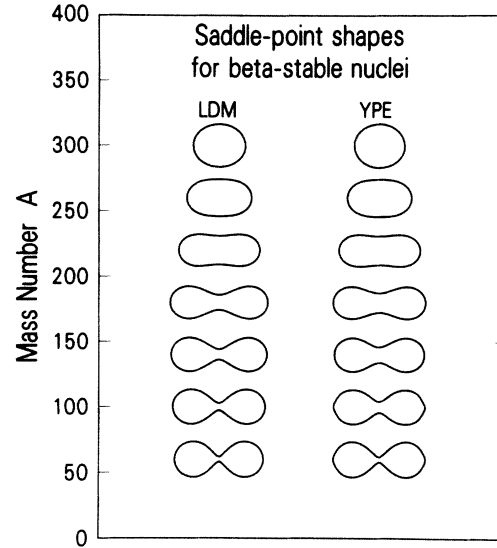 400
350
300
250
200
150
100
50
0
Mass Number A
Saddle-point shapes
for beta-stable nuclei
LDM YPE